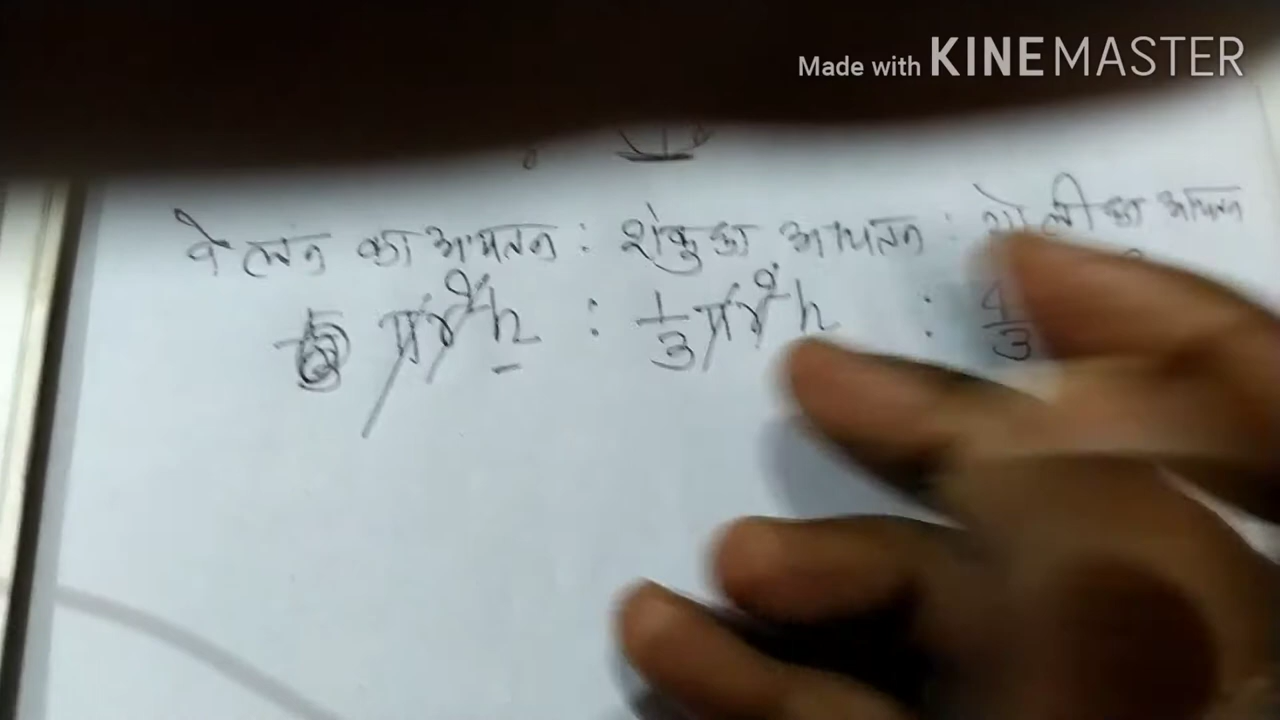 Made with KINEMASTER
बेलन का आयतन : शंकु का आयतन : गोली का आयतन
πr²h : 1/3 πr²h : 4/3